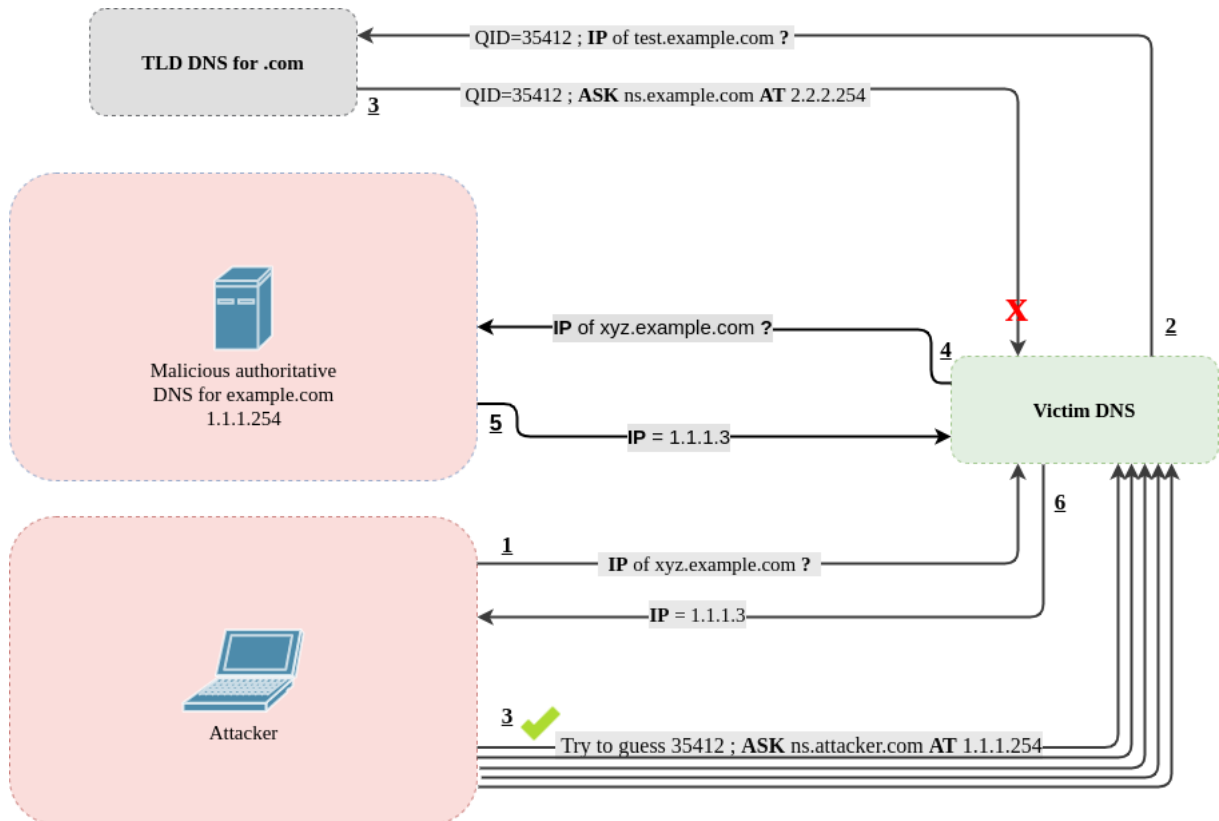 QID=35412 ; IP of test.example.com ?
TLD DNS for .com
QID=35412 ; ASK ns.example.com AT 2.2.2.254
3
X
2
IP of xyz.example.com ?
4
Malicious authoritative
DNS for example.com
1.1.1.254
Victim DNS
5
IP = 1.1.1.3
6
1
IP of xyz.example.com ?
IP = 1.1.1.3
3
Attacker
Try to guess 35412 ; ASK ns.attacker.com AT 1.1.1.254